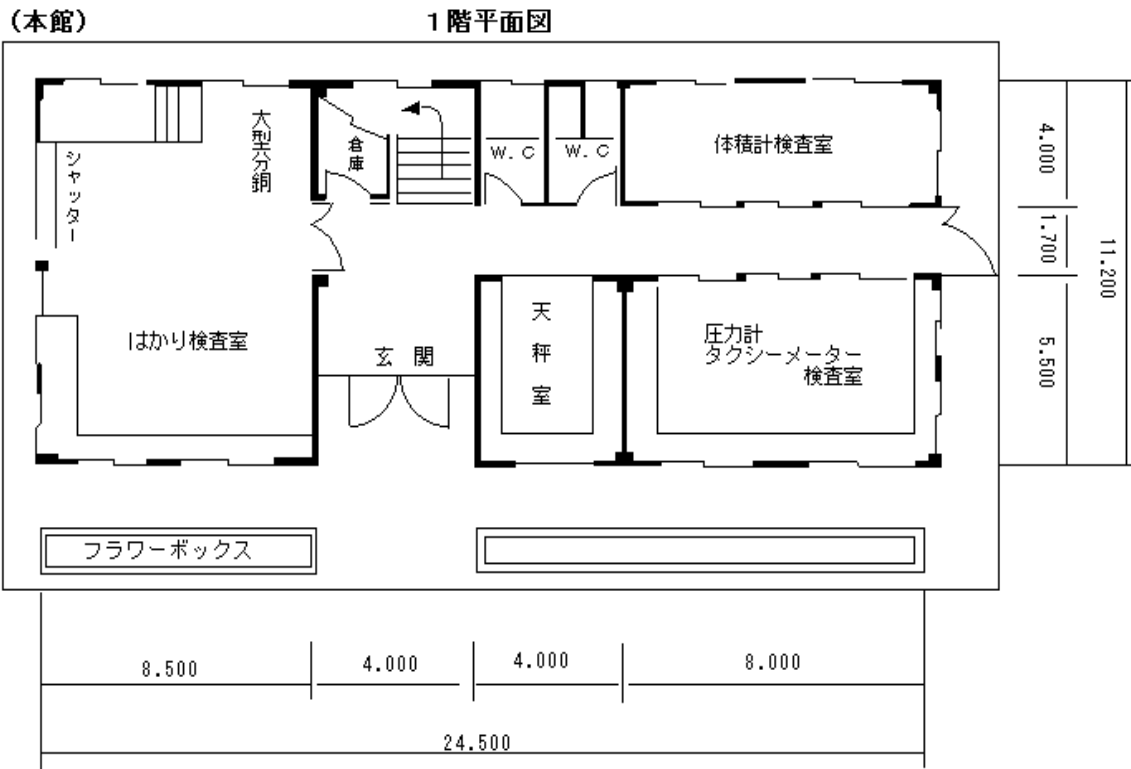 (本館)
1階平面図
大型分銅
シャッター
倉庫
W.C
W.C
体積計検査室
4.000
1.700
11.200
5.500
はかり検査室
玄 関
天秤室
圧力計
タクシーメーター
検査室
フラワーボックス
8.500
4.000
4.000
8.000
24.500